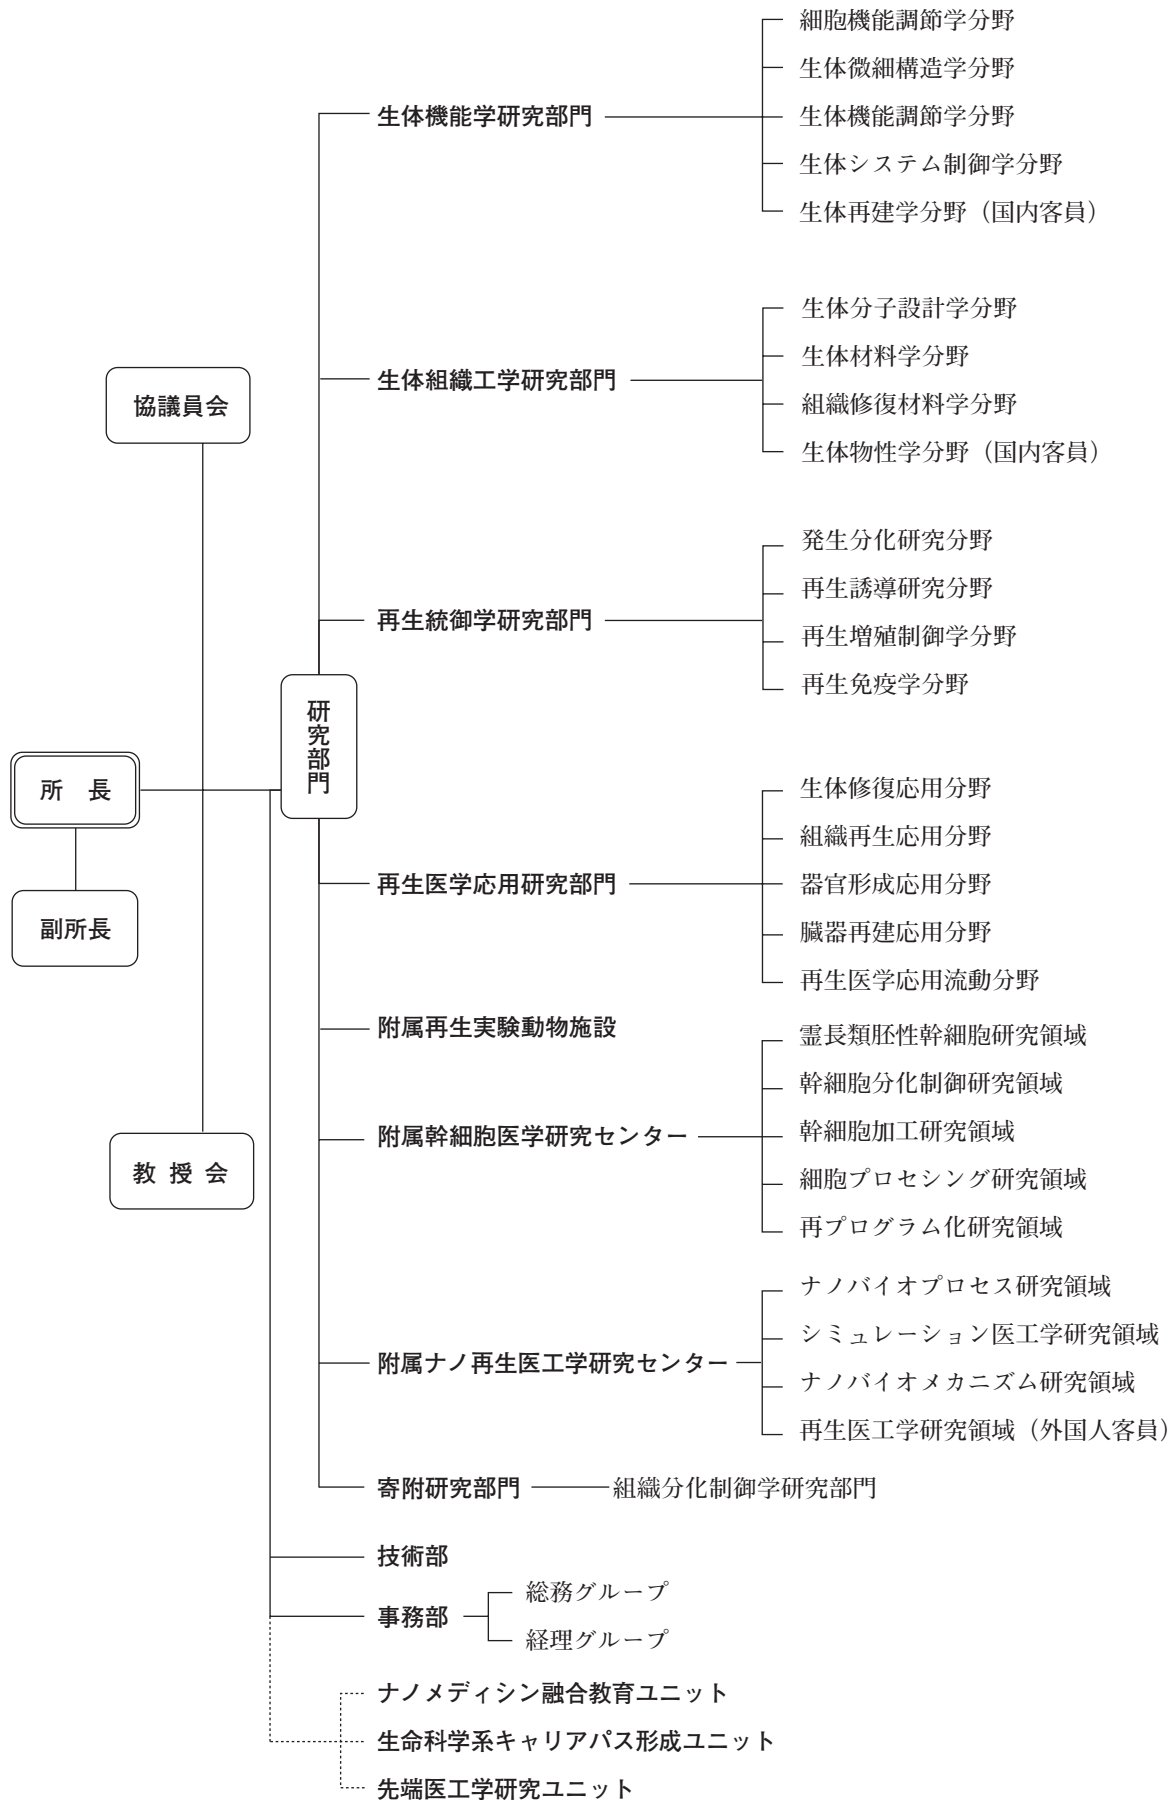 細胞機能調節学分野
生体微細構造学分野
生体機能学研究部門
生体機能調節学分野
生体システム制御学分野
生体再建学分野（国内客員）
生体分子設計学分野
生体材料学分野
生体組織工学研究部門
組織修復材料学分野
生体物性学分野（国内客員）
協議員会
発生分化研究分野
再生誘導研究分野
再生統御学研究部門
再生増殖制御学分野
再生免疫学分野
研究部門
所 長
副所長
生体修復応用分野
組織再生応用分野
再生医学応用研究部門
器官形成応用分野
臓器再建応用分野
再生医学応用流動分野
附属再生実験動物施設
霊長類胚性幹細胞研究領域
幹細胞分化制御研究領域
附属幹細胞医学研究センター
幹細胞加工研究領域
細胞プロセシング研究領域
再プログラム化研究領域
教 授 会
ナノバイオプロセス研究領域
シミュレーション医工学研究領域
附属ナノ再生医工学研究センター
ナノバイオメカニズム研究領域
再生医工学研究領域（外国人客員）
寄附研究部門
組織分化制御学研究部門
技術部
事務部
総務グループ
経理グループ
ナノメディシン融合教育ユニット
生命科学系キャリアパス形成ユニット
先端医工学研究ユニット